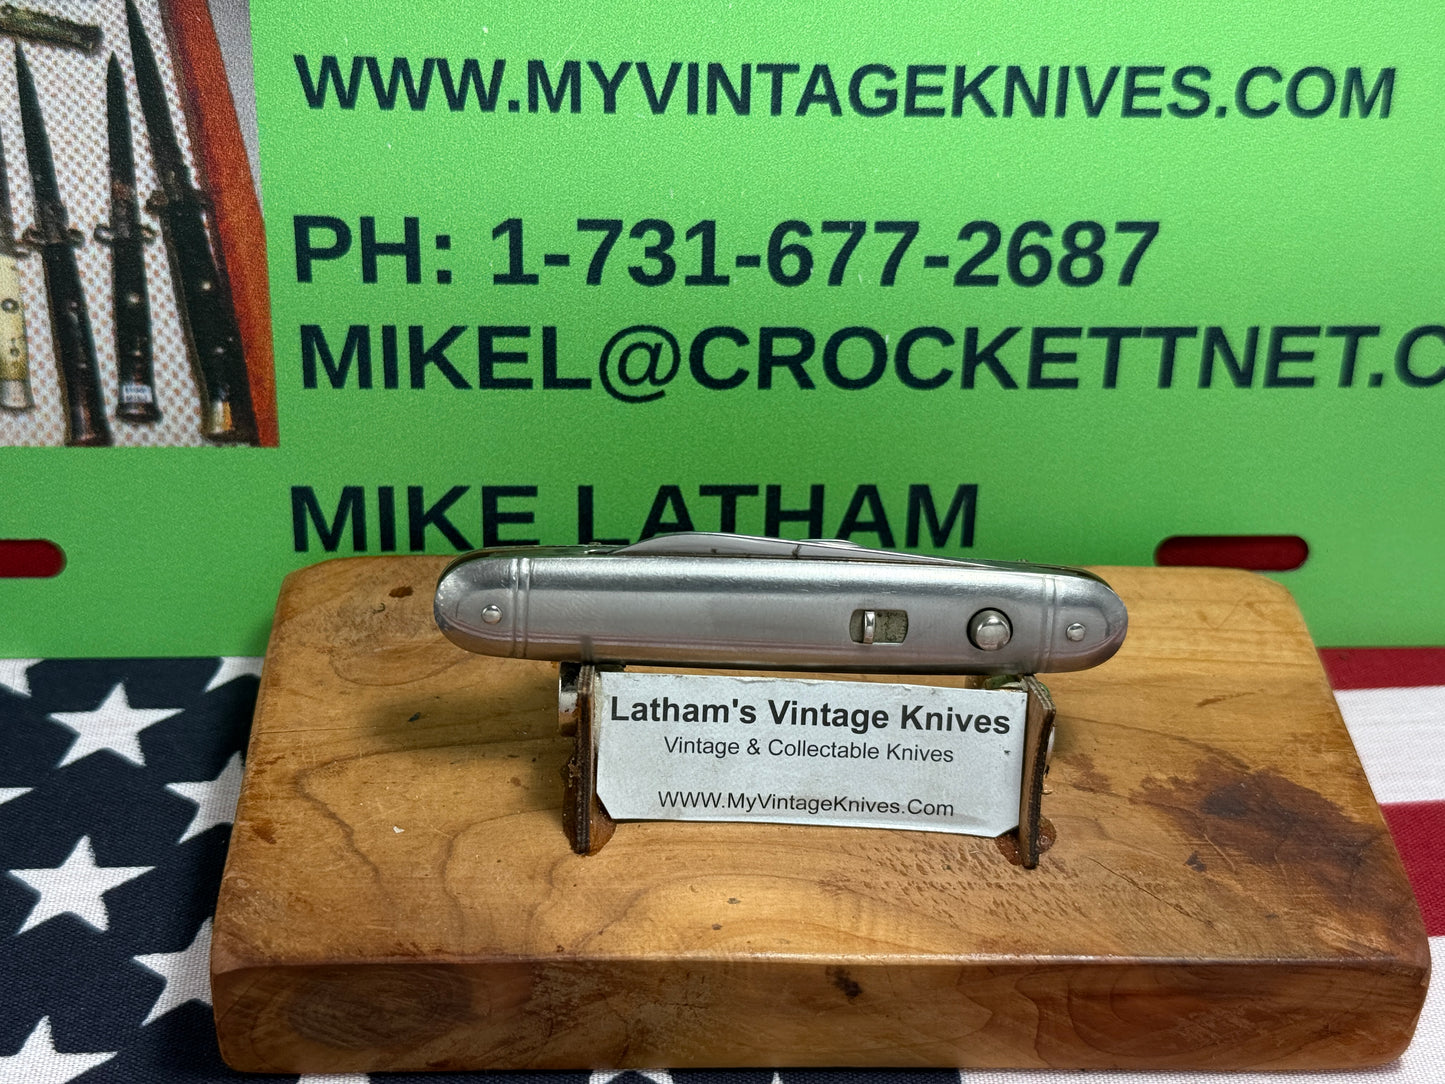 WWW.MYVINTAGEKNIVES.COM
PH: 1-731-677-2687
MIKEL@CROCKETTNET.C
MIKE LATHAM
Latham's Vintage Knives
Vintage & Collectable Knives
WWW.MyVintageKnives.Com